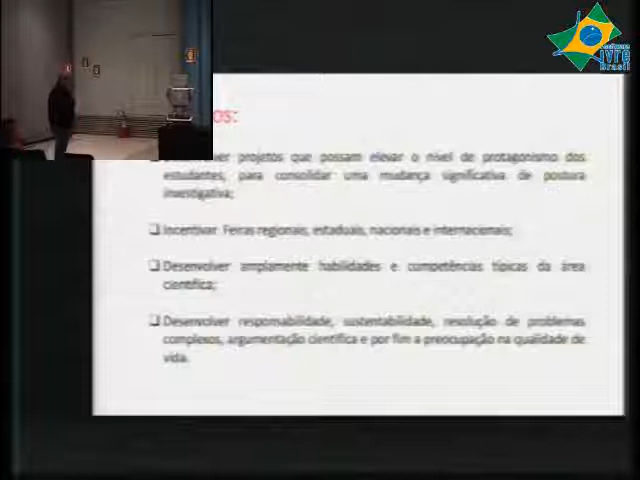 ivre
Brasil
os:
projetos que possam elevar o nível de protagonismo dos
estudantes, para consolidar uma mudança significativa de postura
investigativa;
❑ Incentivar Feiras regionais, estaduais, nacionais e internacionais;
❑ Desenvolver amplamente habilidades e competências típicas da área
científica;
❑ Desenvolver responsabilidade, sustentabilidade, resolução de problemas
complexos, argumentação científica e por fim a preocupação na qualidade de
vida.